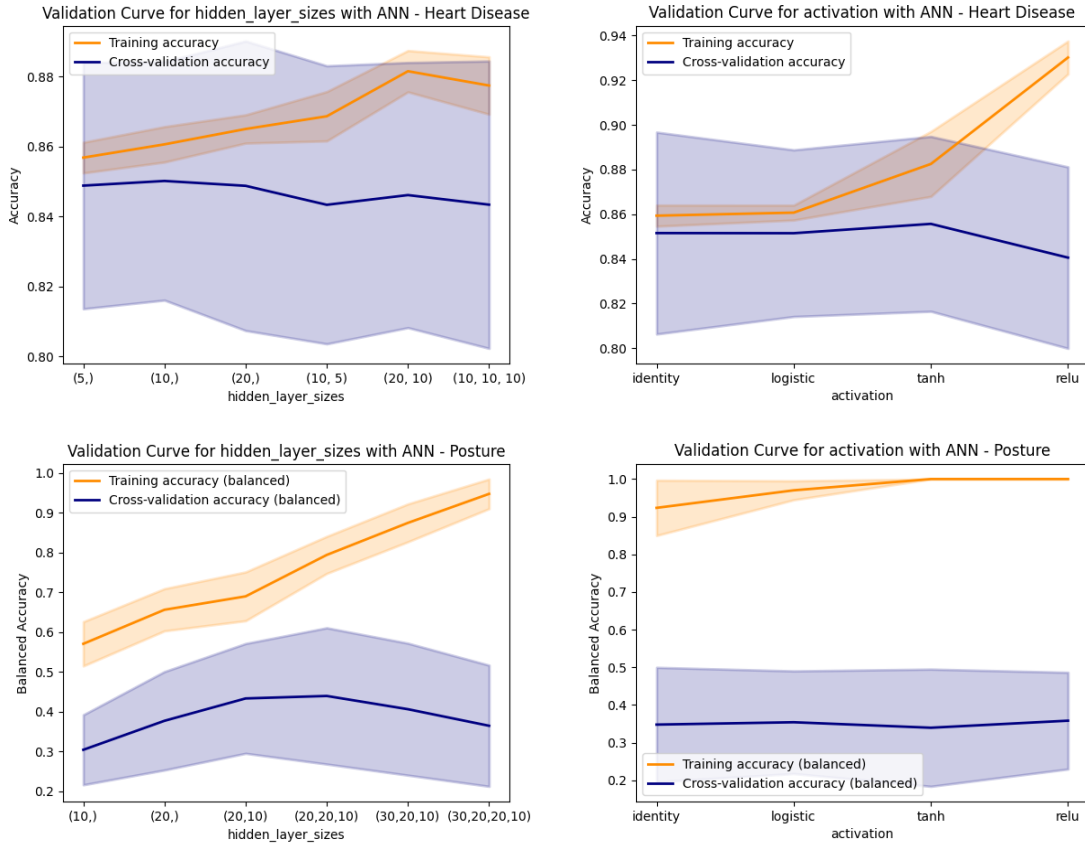 Validation Curve for hidden_layer_sizes with ANN - Heart Disease
Training accuracy
Cross-validation accuracy
0.88
0.86
0.84
0.82
0.80
Accuracy
(5,) (10,) (20,) (10, 5) (20, 10) (10, 10, 10)
hidden_layer_sizes
Validation Curve for activation with ANN - Heart Disease
Training accuracy
Cross-validation accuracy
0.94
0.92
0.90
0.88
0.86
0.84
0.82
0.80
Accuracy
identity logistic tanh relu
activation
Validation Curve for hidden_layer_sizes with ANN - Posture
Training accuracy (balanced)
Cross-validation accuracy (balanced)
1.0
0.9
0.8
0.7
0.6
0.5
0.4
0.3
0.2
Balanced Accuracy
(10,) (20,) (20,10) (20,20,10) (30,20,10) (30,20,20,10)
hidden_layer_sizes
Validation Curve for activation with ANN - Posture
1.0
0.9
0.8
0.7
0.6
0.5
0.4
0.3
0.2
Balanced Accuracy
Training accuracy (balanced)
Cross-validation accuracy (balanced)
identity logistic tanh relu
activation